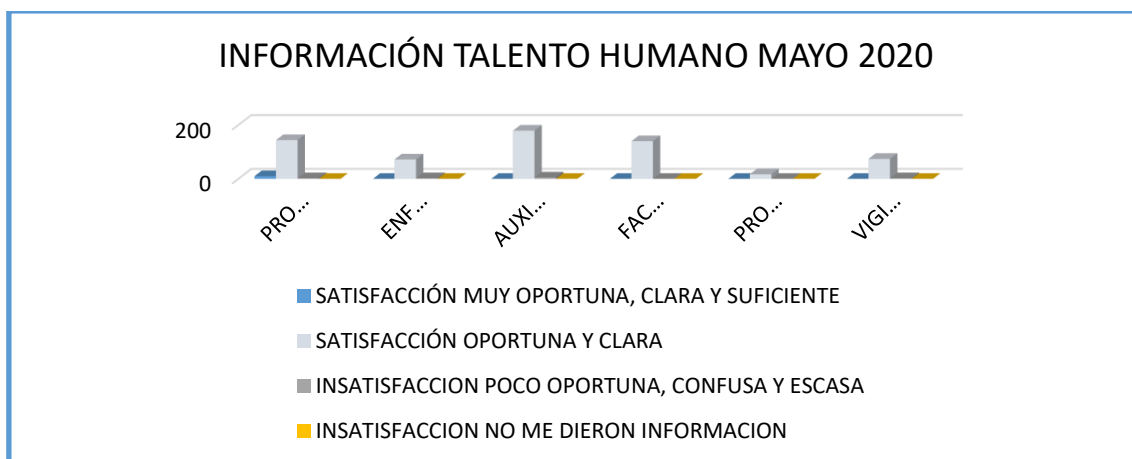 INFORMACIÓN TALENTO HUMANO MAYO 2020
200
0
PRO...
ENF...
AUXI...
FAC...
PRO...
VIGI...
SATISFACCIÓN MUY OPORTUNA, CLARA Y SUFICIENTE
SATISFACCIÓN OPORTUNA Y CLARA
INSATISFACCION POCO OPORTUNA, CONFUSA Y ESCASA
INSATISFACCION NO ME DIERON INFORMACION